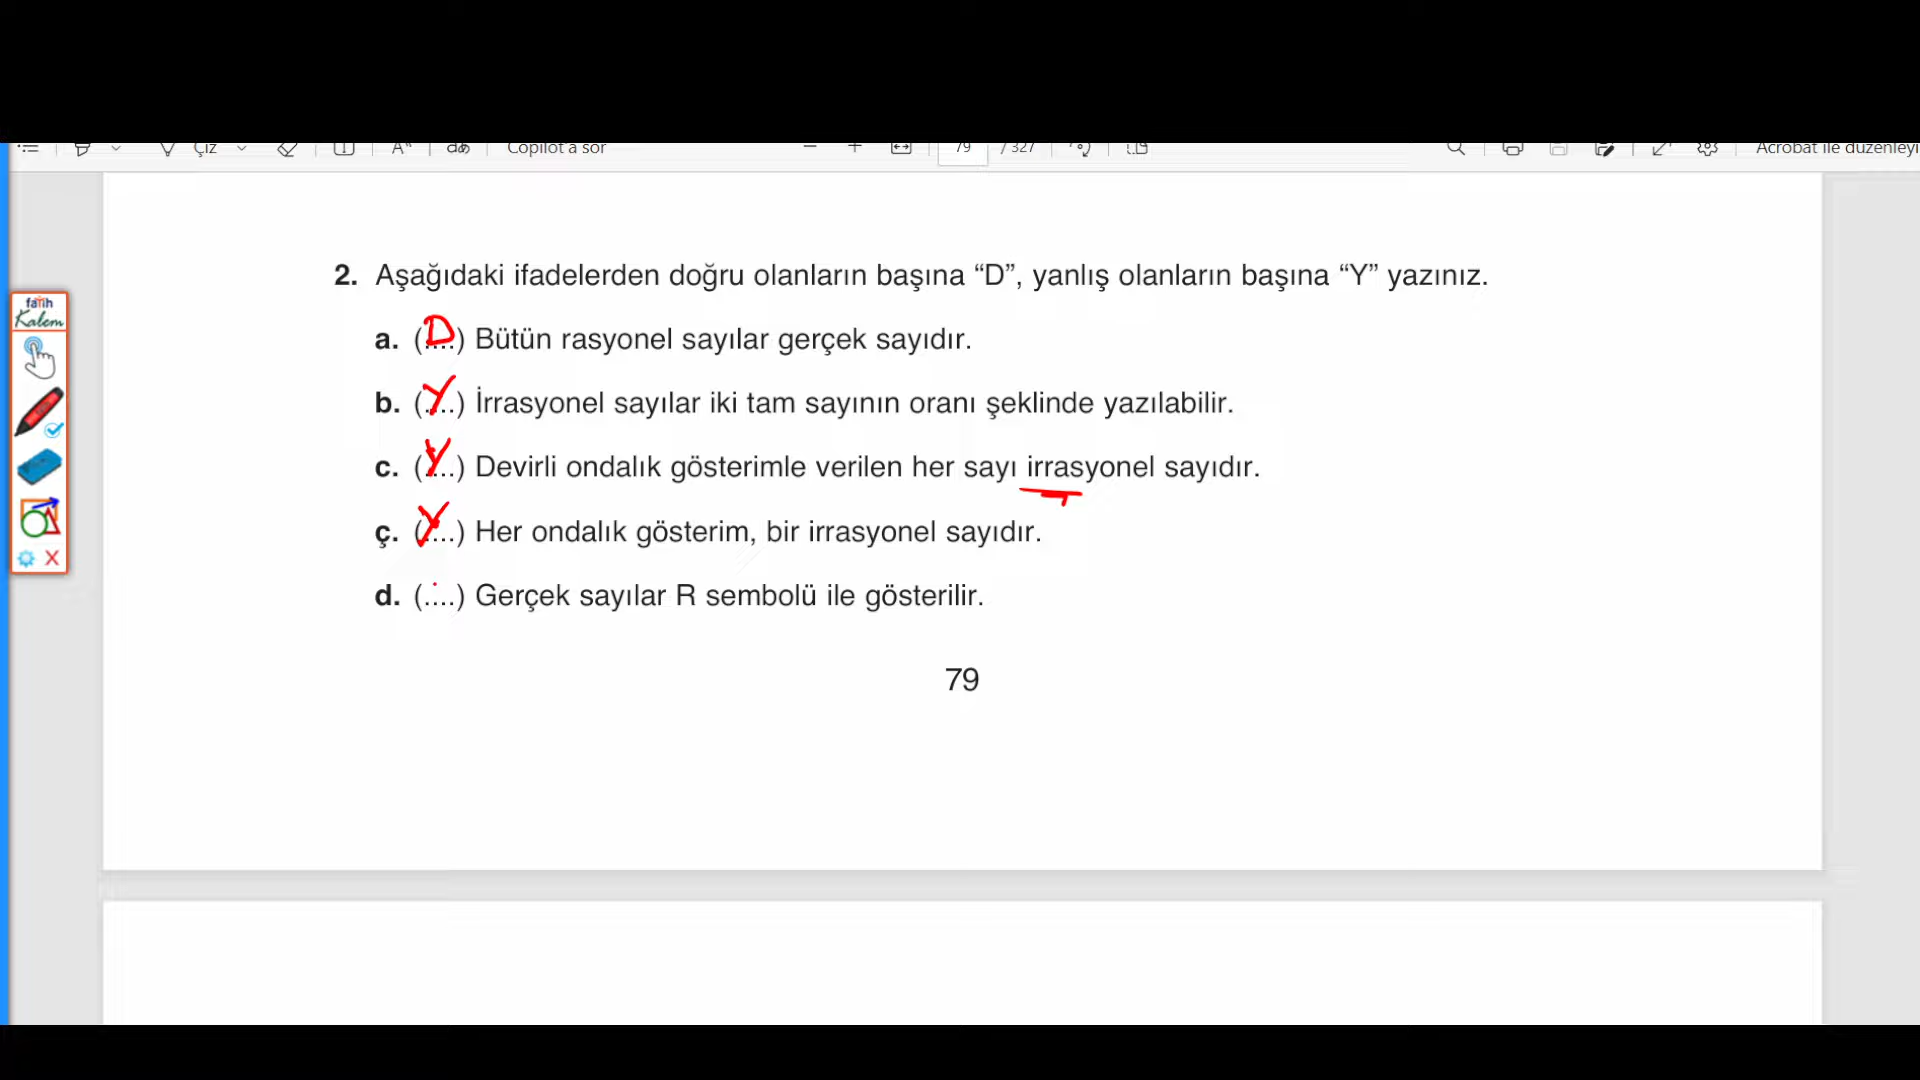 Çiz
Copilot'a sor
79 / 327
Acrobat ile düzenleyi
fatih
Kalem
2. Aşağıdaki ifadelerden doğru olanların başına “D”, yanlış olanların başına “Y” yazınız.
a. (D....) Bütün rasyonel sayılar gerçek sayıdır.
b. (Y....) İrrasyonel sayılar iki tam sayının oranı şeklinde yazılabilir.
c. (Y....) Devirli ondalık gösterimle verilen her sayı irrasyonel sayıdır.
ç. (Y....) Her ondalık gösterim, bir irrasyonel sayıdır.
d. (....) Gerçek sayılar R sembolü ile gösterilir.
79